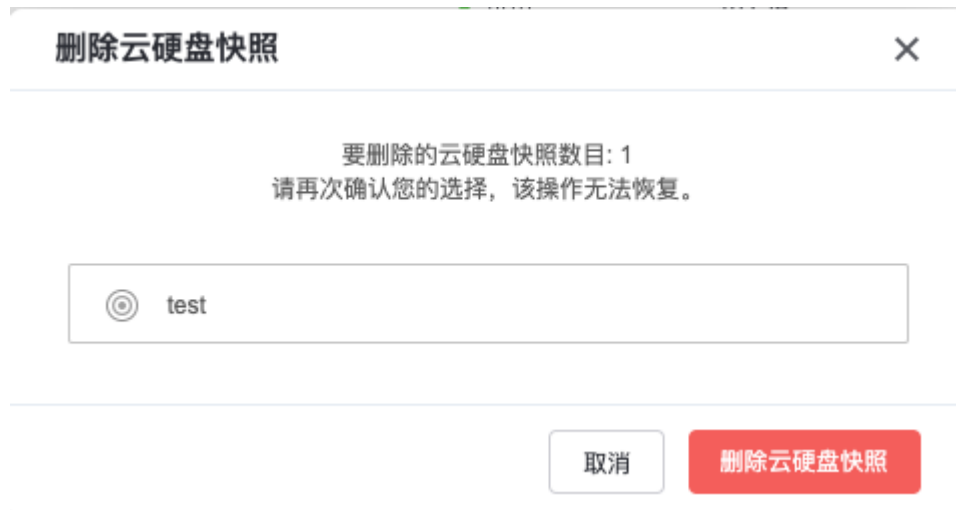 删除云硬盘快照
要删除的云硬盘快照数目: 1
请再次确认您的选择，该操作无法恢复。
test
取消
删除云硬盘快照